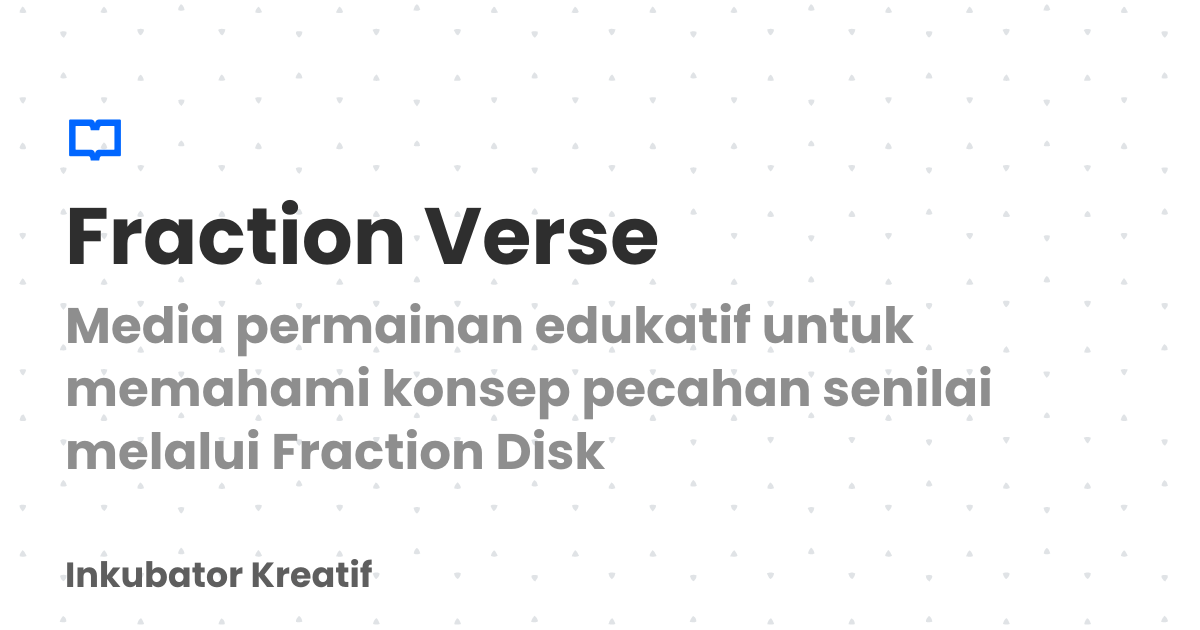 Fraction Verse
Media permainan edukatif untuk
memahami konsep pecahan senilai
melalui Fraction Disk
Inkubator Kreatif